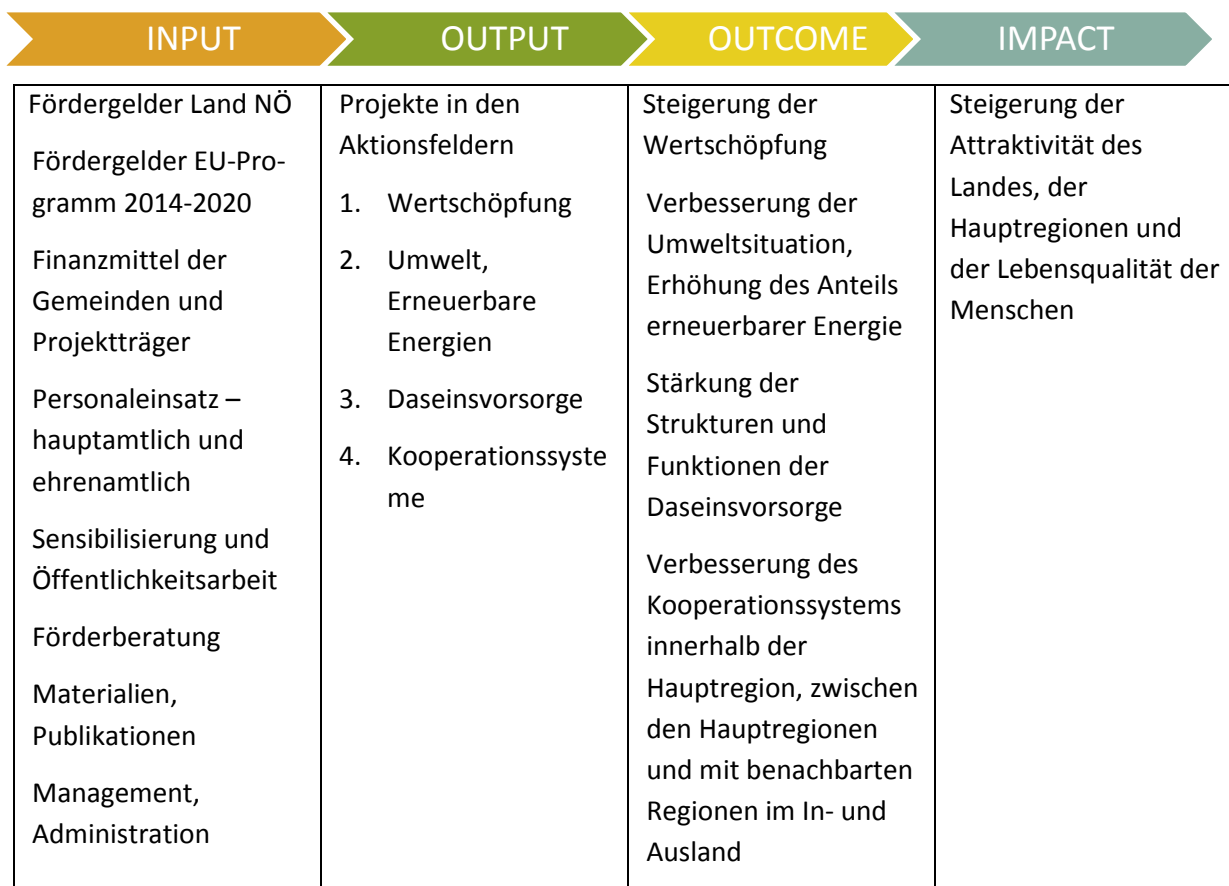 INPUT
OUTPUT
OUTCOME
IMPACT
Fördergelder Land NÖ
Fördergelder EU-Pro-
gramm 2014-2020
Finanzmittel der
Gemeinden und
Projektträger
Personaleinsatz –
hauptamtlich und
ehrenamtlich
Sensibilisierung und
Öffentlichkeitsarbeit
Förderberatung
Materialien,
Publikationen
Management,
Administration
Projekte in den
Aktionsfeldern
1. Wertschöpfung
2. Umwelt,
Erneuerbare
Energien
3. Daseinsvorsorge
4. Kooperationssyste
me
Steigerung der
Wertschöpfung
Verbesserung der
Umweltsituation,
Erhöhung des Anteils
erneuerbarer Energie
Stärkung der
Strukturen und
Funktionen der
Daseinsvorsorge
Verbesserung des
Kooperationssystems
innerhalb der
Hauptregion, zwischen
den Hauptregionen
und mit benachbarten
Regionen im In- und
Ausland
Steigerung der
Attraktivität des
Landes, der
Hauptregionen und
der Lebensqualität der
Menschen